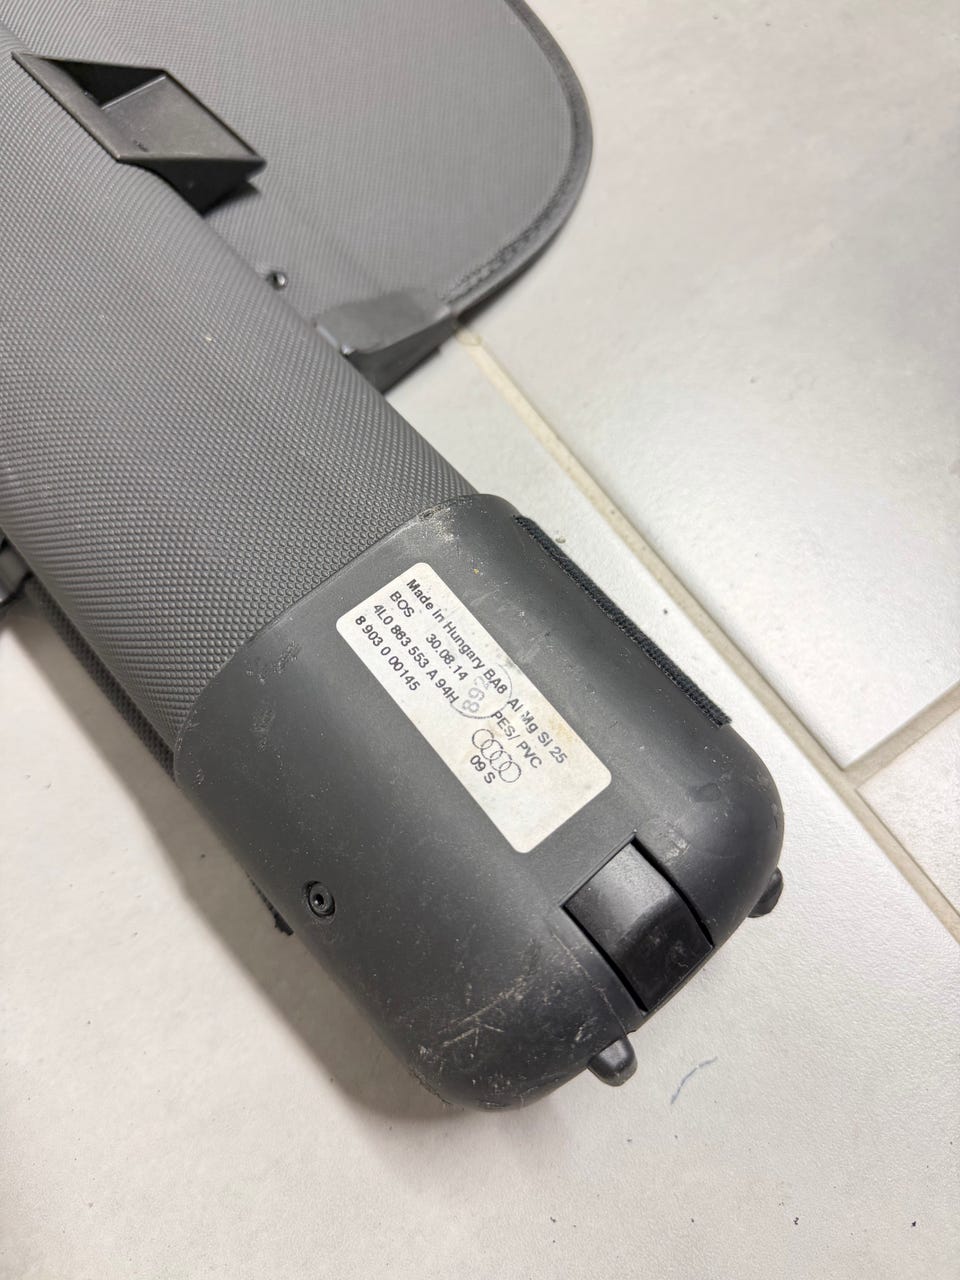 Made in Hungary BA6 Al Mg Si 25
BOS 30.08.14 PES/ PVC
4L0 863 553 A 94H
8 903 0 00145
09 S